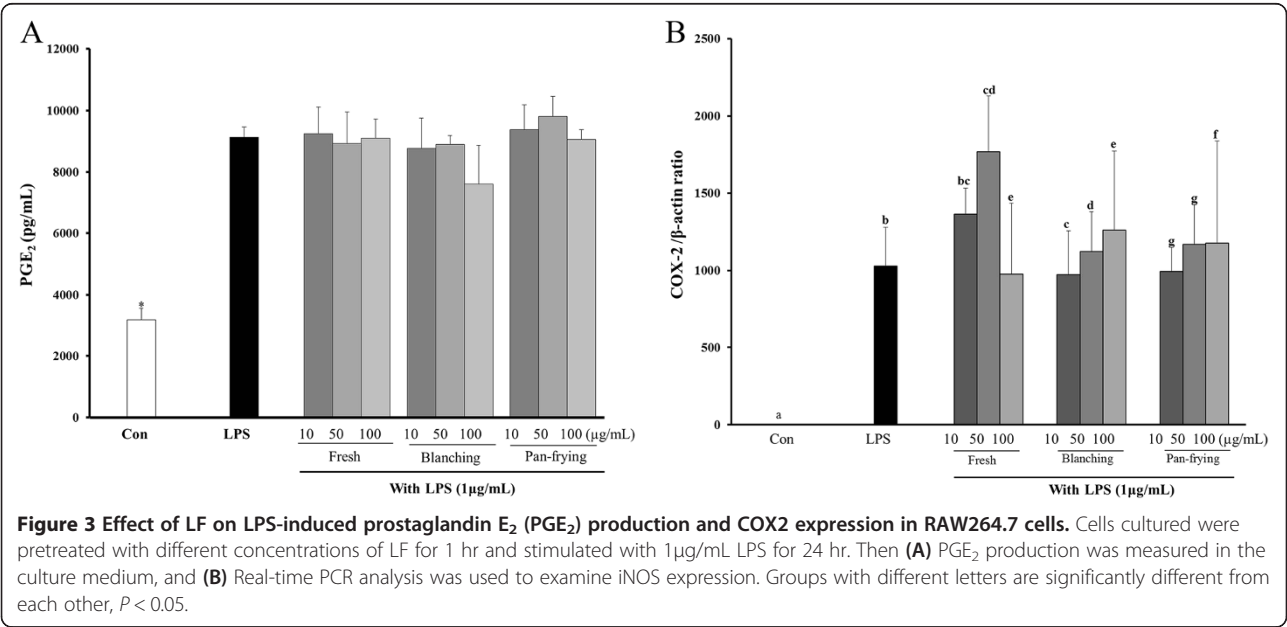 A
12000
10000
8000
6000
4000
2000
0
PGE₂ (pg/mL)
*
Con
LPS
10 50 100 10 50 100 10 50 100 (μg/mL)
Fresh
Blanching
Pan-frying
With LPS (1μg/mL)
B
2500
2000
1500
1000
500
0
COX-2 /β-actin ratio
a
b
bc
cd
e
c
d
e
g
g
f
Con
LPS
10 50 100 10 50 100 10 50 100 (μg/mL)
Fresh
Blanching
Pan-frying
With LPS (1μg/mL)
Figure 3 Effect of LF on LPS-induced prostaglandin E₂ (PGE₂) production and COX2 expression in RAW264.7 cells. Cells cultured were
pretreated with different concentrations of LF for 1 hr and stimulated with 1μg/mL LPS for 24 hr. Then (A) PGE₂ production was measured in the
culture medium, and (B) Real-time PCR analysis was used to examine iNOS expression. Groups with different letters are significantly different from
each other, P < 0.05.